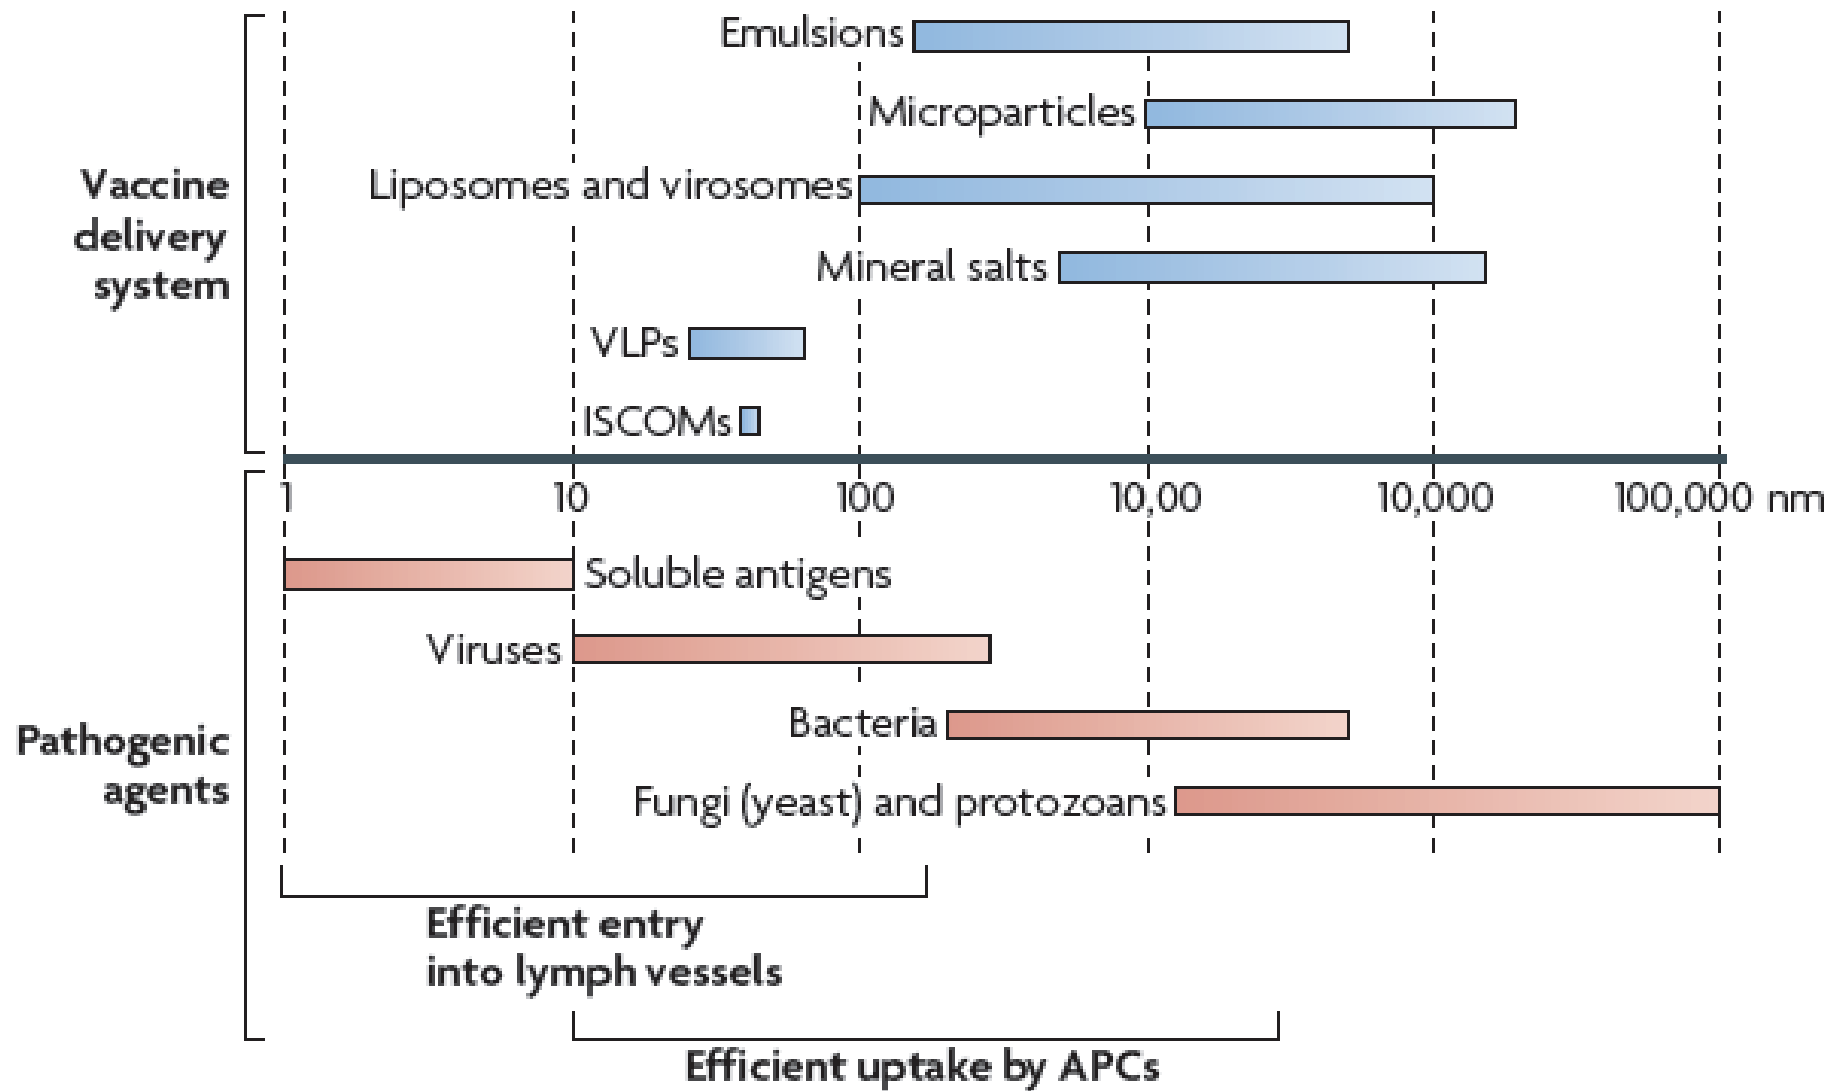 Emulsions
Microparticles
Liposomes and virosomes
Vaccine
delivery
system
Mineral salts
VLPs
ISCOMs
1 10 100 10,00 10,000 100,000 nm
Soluble antigens
Viruses
Bacteria
Pathogenic
agents
Fungi (yeast) and protozoans
Efficient entry
into lymph vessels
Efficient uptake by APCs